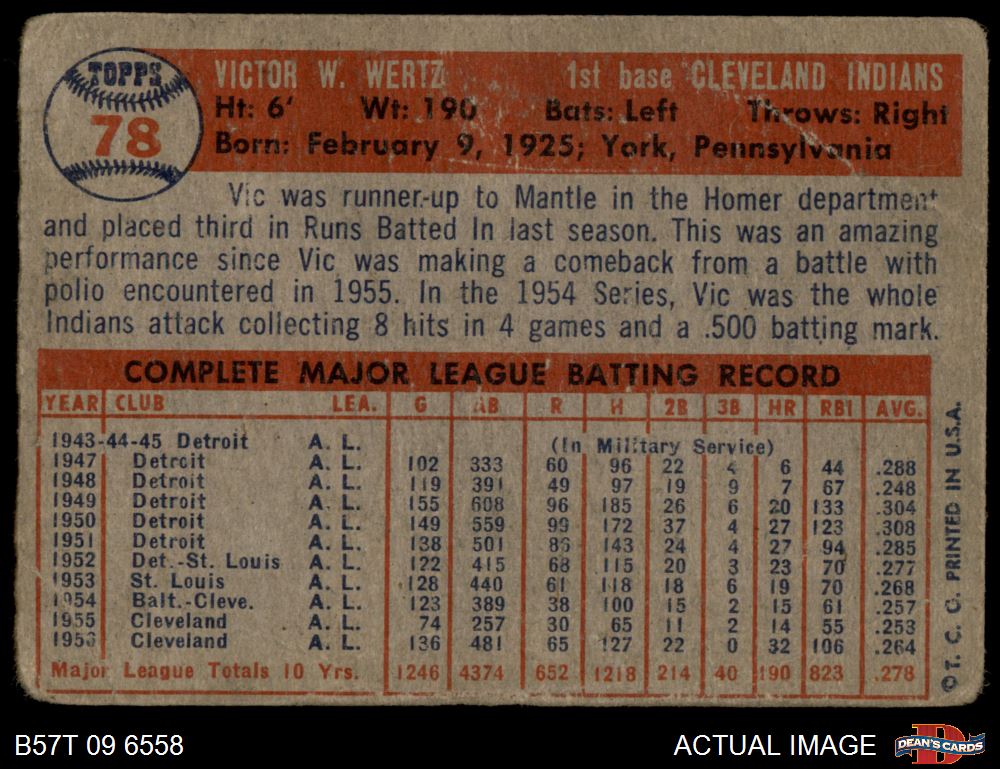 TOPPS
78
VICTOR W. WERTZ 1st base CLEVELAND INDIANS
Ht: 6' Wt: 190 Bats: Left Throws: Right
Born: February 9, 1925; York, Pennsylvania
Vic was runner-up to Mantle in the Homer department
and placed third in Runs Batted In last season. This was an amazing
performance since Vic was making a comeback from a battle with
polio encountered in 1955. In the 1954 Series, Vic was the whole
Indians attack collecting 8 hits in 4 games and a .500 batting mark.
COMPLETE MAJOR LEAGUE BATTING RECORD
YEAR CLUB LEA. G AB R H 2B 3B HR RBI AVG.
1943-44-45 Detroit A. L. (In Military Service)
1947 Detroit A. L. 102 333 60 96 22 4 6 44 .288
1948 Detroit A. L. 119 391 49 97 19 9 7 67 .248
1949 Detroit A. L. 155 608 96 185 26 6 20 133 .304
1950 Detroit A. L. 149 559 99 172 37 4 27 123 .308
1951 Detroit A. L. 138 501 86 143 24 4 27 94 .285
1952 Det.-St. Louis A. L. 122 415 68 115 20 3 23 70 .277
1953 St. Louis A. L. 128 440 61 118 18 6 19 70 .268
1954 Balt.-Cleve. A. L. 123 389 38 100 15 2 15 61 .257
1955 Cleveland A. L. 74 257 30 65 11 2 14 55 .253
1956 Cleveland A. L. 136 481 65 127 22 0 32 106 .264
Major League Totals 10 Yrs. 1246 4374 652 1218 214 40 190 823 .278
© T. C. G. PRINTED IN U.S.A.
B57T 09 6558 ACTUAL IMAGE
D
DEAN'S CARDS